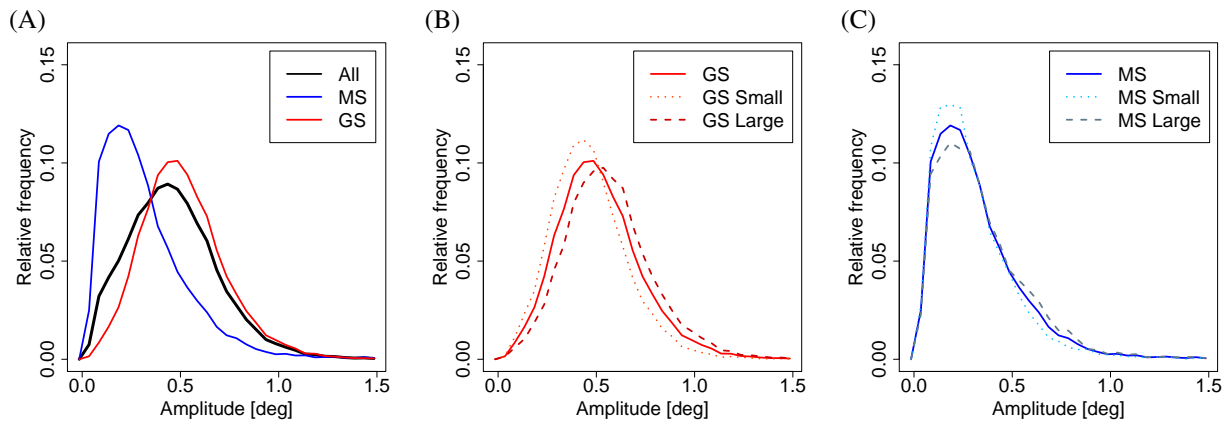 (A)
Relative frequency
0.15
0.10
0.05
0.00
All
MS
GS
0.0 0.5 1.0 1.5
Amplitude [deg]
(B)
Relative frequency
0.15
0.10
0.05
0.00
GS
GS Small
GS Large
0.0 0.5 1.0 1.5
Amplitude [deg]
(C)
Relative frequency
0.15
0.10
0.05
0.00
MS
MS Small
MS Large
0.0 0.5 1.0 1.5
Amplitude [deg]